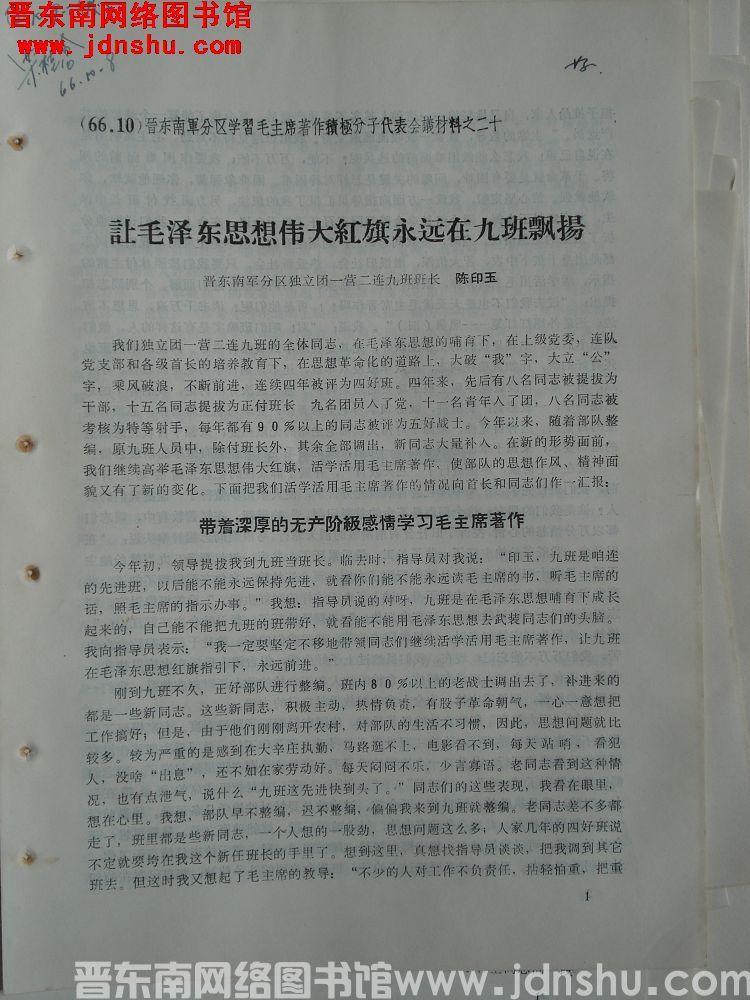 晋东南网络图书馆
www.jdnshu.com
66.10.8
好.
(66.10)晋东南軍分区学習毛主席著作積極分子代表会議材料之二十
註毛泽东思想伟大紅旗永远在九班飘揚
晋东南军分区独立团一营二连九班班长 陈印玉
我们独立团一营二连九班的全体同志，在毛泽东思想的哺育下，在上级党委，连队
党支部和各级首长的培养教育下，在思想革命化的道路上，大破“我”字，大立“公”
字，乘风破浪，不断前进，连续四年被评为四好班。四年来，先后有八名同志被提拔为
干部，十五名同志提拔为正付班长 九名团员入了党，十一名青年入了团，八名同志被
考核为特等射手，每年都有９０％以上的同志被评为五好战士。今年以来，随着部队整
编，原九班人员中，除付班长外，其余全部调出，新同志大量补入。在新的形势面前，
我们继续高举毛泽东思想伟大红旗，活学活用毛主席著作，使部队的思想作风、精神面
貌又有了新的变化。下面把我们活学活用毛主席著作的情况向首长和同志们作一汇报：
带着深厚的无产阶級感情学习毛主席著作
今年初，领导提拔我到九班当班长。临去时，指导员对我说：“印玉，九班是咱连
的先进班，以后能不能永远保持先进，就看你们能不能永远读毛主席的书，听毛主席的
话，照毛主席的指示办事。”我想：指导员说的对呀，九班是在毛泽东思想哺育下成长
起来的，自己能不能把九班的班带好，就看能不能用毛泽东思想去武装同志们的头脑。
我向指导员表示：“我一定要坚定不移地带领同志们继续活学活用毛主席著作，让九班
在毛泽东思想红旗指引下，永远前进。”
刚到九班不久，正好部队进行整编。班内８０％以上的老战士调出去了，补进来的
都是一些新同志。这些新同志，积极主动，热情负责，有股子革命朝气，一心一意想把
工作搞好；但是，由于他们刚刚离开农村，对部队的生活不习惯，因此，思想问题就比
较多。较为严重的是感到在大辛庄执勤，马路逛不上，电影看不到，每天站哨，看犯
人，没啥“出息”，还不如在家劳动好。每天闷闷不乐，少言寡语。老同志看到这种情
况，也有点泄气，说什么“九班这先进快到头了。”同志们的这些表现，我看在眼里，
想在心里。我想，部队早不整编，迟不整编，偏偏我来到九班就整编。老同志差不多都
走了，班里都是些新同志，一个人想的一股劲，思想问题这么多；人家几年的四好班说
不定就要垮在我这个新任班长的手里了。想到这里，真想找指导员谈谈，把我调到其它
班去。但这时我又想起了毛主席的教导：“不少的人对工作不负责任，拈轻怕重，把重
1
晋东南网络图书馆www.jdnshu.com